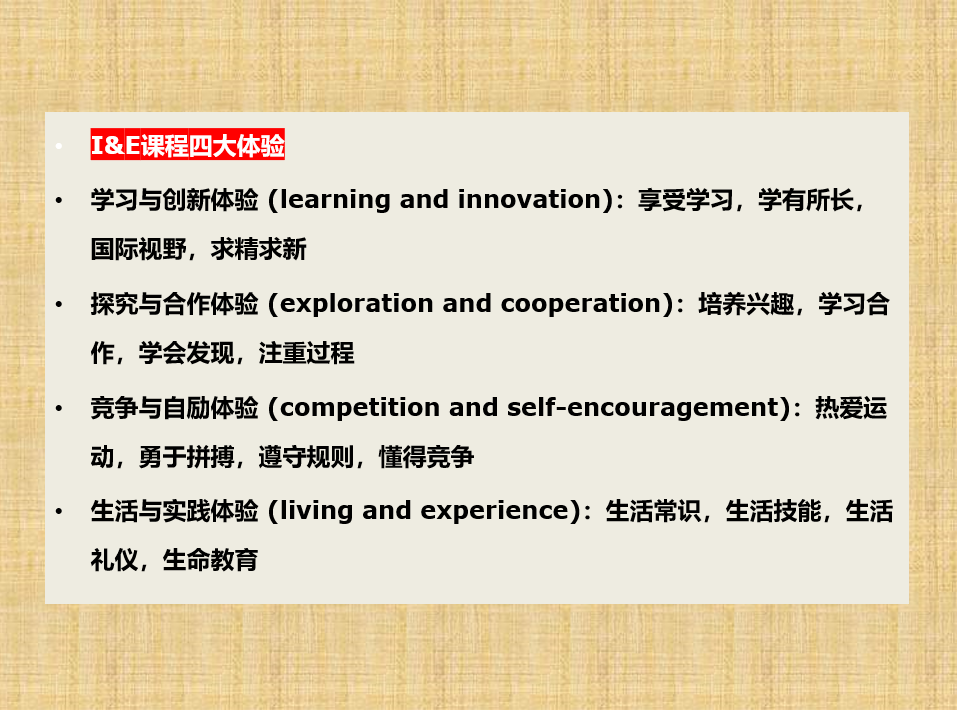 • I&E课程四大体验
• 学习与创新体验 (learning and innovation)：享受学习，学有所长，
国际视野，求精求新
• 探究与合作体验 (exploration and cooperation)：培养兴趣，学习合
作，学会发现，注重过程
• 竞争与自励体验 (competition and self-encouragement)：热爱运
动，勇于拼搏，遵守规则，懂得竞争
• 生活与实践体验 (living and experience)：生活常识，生活技能，生活
礼仪，生命教育